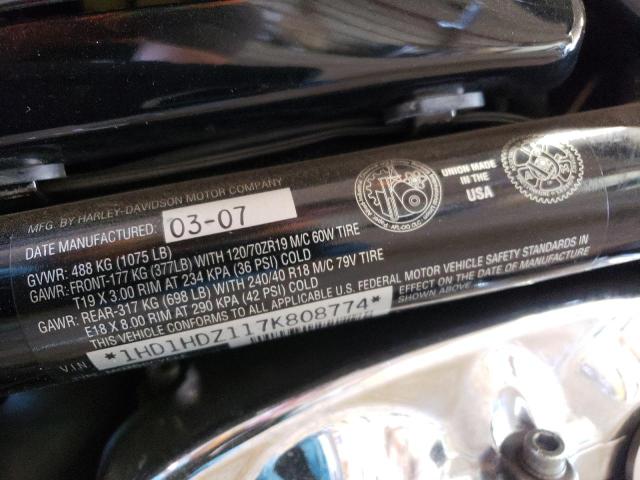 MFG. BY HARLEY-DAVIDSON MOTOR COMPANY
DATE MANUFACTURED: 03-07
GVWR: 488 KG (1075 LB)
GAWR: FRONT-177 KG (377LB) WITH 120/70ZR19 M/C 60W TIRE
T19 X 3.00 RIM AT 234 KPA (36 PSI) COLD
GAWR: REAR-317 KG (698 LB) WITH 240/40 R18 M/C 79V TIRE
E18 X 8.00 RIM AT 290 KPA (42 PSI) COLD
THIS VEHICLE CONFORMS TO ALL APPLICABLE U.S. FEDERAL MOTOR VEHICLE SAFETY STANDARDS IN
EFFECT ON THE DATE OF MANUFACTURE
V.I.N *1HD1HDZ117K808774*
UNION MADE
IN THE
USA